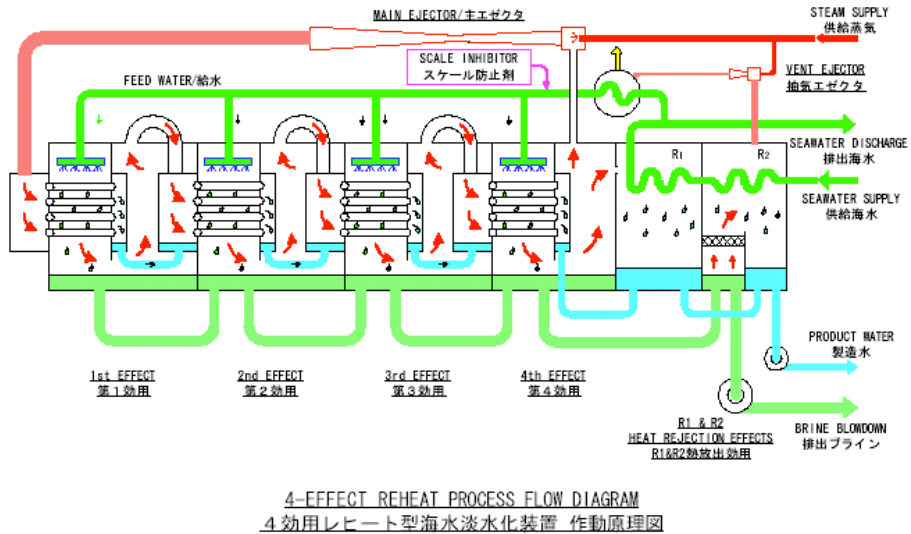 MAIN EJECTOR/主エゼクタ
STEAM SUPPLY
供給蒸気
SCALE INHIBITOR
スケール防止剤
VENT EJECTOR
抽気エゼクタ
FEED WATER/給水
SEAWATER DISCHARGE
排出海水
R1
R2
SEAWATER SUPPLY
供給海水
PRODUCT WATER
製造水
1st EFFECT
第1効用
2nd EFFECT
第2効用
3rd EFFECT
第3効用
4th EFFECT
第4効用
R1 & R2
HEAT REJECTION EFFECTS
R1&R2熱放出効用
BRINE BLOWDOWN
排出ブライン
4-EFFECT REHEAT PROCESS FLOW DIAGRAM
4効用レヒート型海水淡水化装置 作動原理図